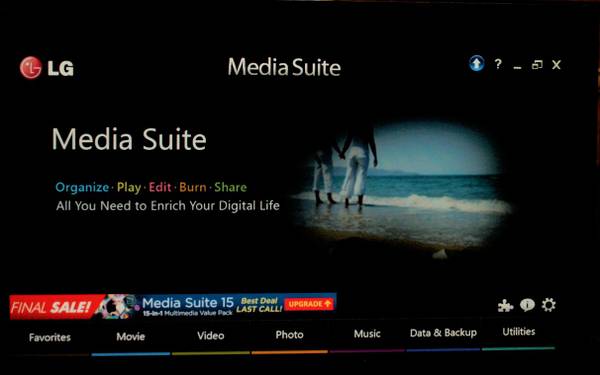 LG
Media Suite
?
Media Suite
Organize · Play · Edit · Burn · Share
All You Need to Enrich Your Digital Life
FINAL SALE!
Media Suite 15
15-in-1 Multimedia Value Pack
Best Deal
LAST CALL!
UPGRADE
Favorites
Movie
Video
Photo
Music
Data & Backup
Utilities